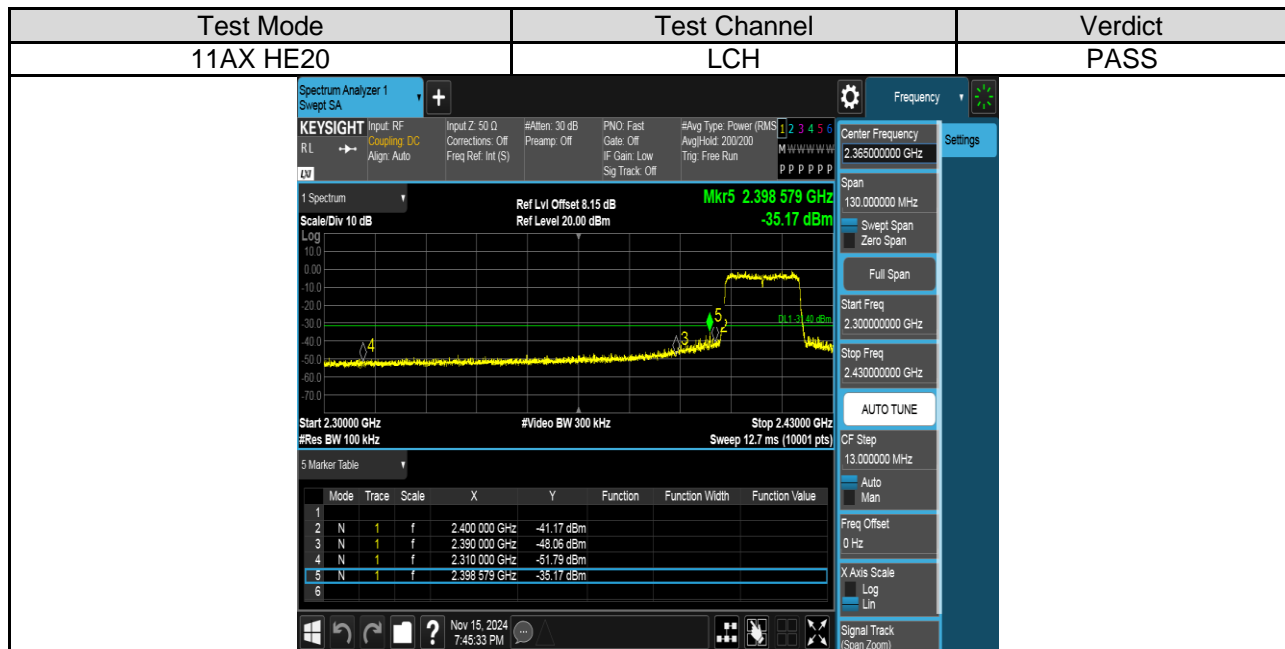 Test Mode Test Channel Verdict
11AX HE20 LCH PASS
Spectrum Analyzer 1
Swept SA
+
Frequency
KEYSIGHT
RL
LXI
Input: RF
Coupling: DC
Align: Auto
Input Z: 50 Ω
Corrections: Off
Freq Ref: Int (S)
#Atten: 30 dB
Preamp: Off
PNO: Fast
Gate: Off
IF Gain: Low
Sig Track: Off
#Avg Type: Power (RMS
Avg|Hold: 200/200
Trig: Free Run
1 2 3 4 5 6
M W W W W W
P P P P P P
1 Spectrum
Scale/Div 10 dB
Ref Lvl Offset 8.15 dB
Ref Level 20.00 dBm
Mkr5 2.398 579 GHz
-35.17 dBm
Log
10.0
0.00
-10.0
-20.0
-30.0
-40.0
-50.0
-60.0
-70.0
4
3
5
2
DL1 -31.40 dBm
Start 2.30000 GHz #Video BW 300 kHz Stop 2.43000 GHz
#Res BW 100 kHz Sweep 12.7 ms (10001 pts)
5 Marker Table
Mode Trace Scale X Y Function Function Width Function Value
1
2 N 1 f 2.400 000 GHz -41.17 dBm
3 N 1 f 2.390 000 GHz -48.06 dBm
4 N 1 f 2.310 000 GHz -51.79 dBm
5 N 1 f 2.398 579 GHz -35.17 dBm
6
Center Frequency
2.365000000 GHz
Settings
Span
130.000000 MHz
Swept Span
Zero Span
Full Span
Start Freq
2.300000000 GHz
Stop Freq
2.430000000 GHz
AUTO TUNE
CF Step
13.000000 MHz
Auto
Man
Freq Offset
0 Hz
X Axis Scale
Log
Lin
Signal Track
(Span Zoom)
?
Nov 15, 2024
7:45:33 PM